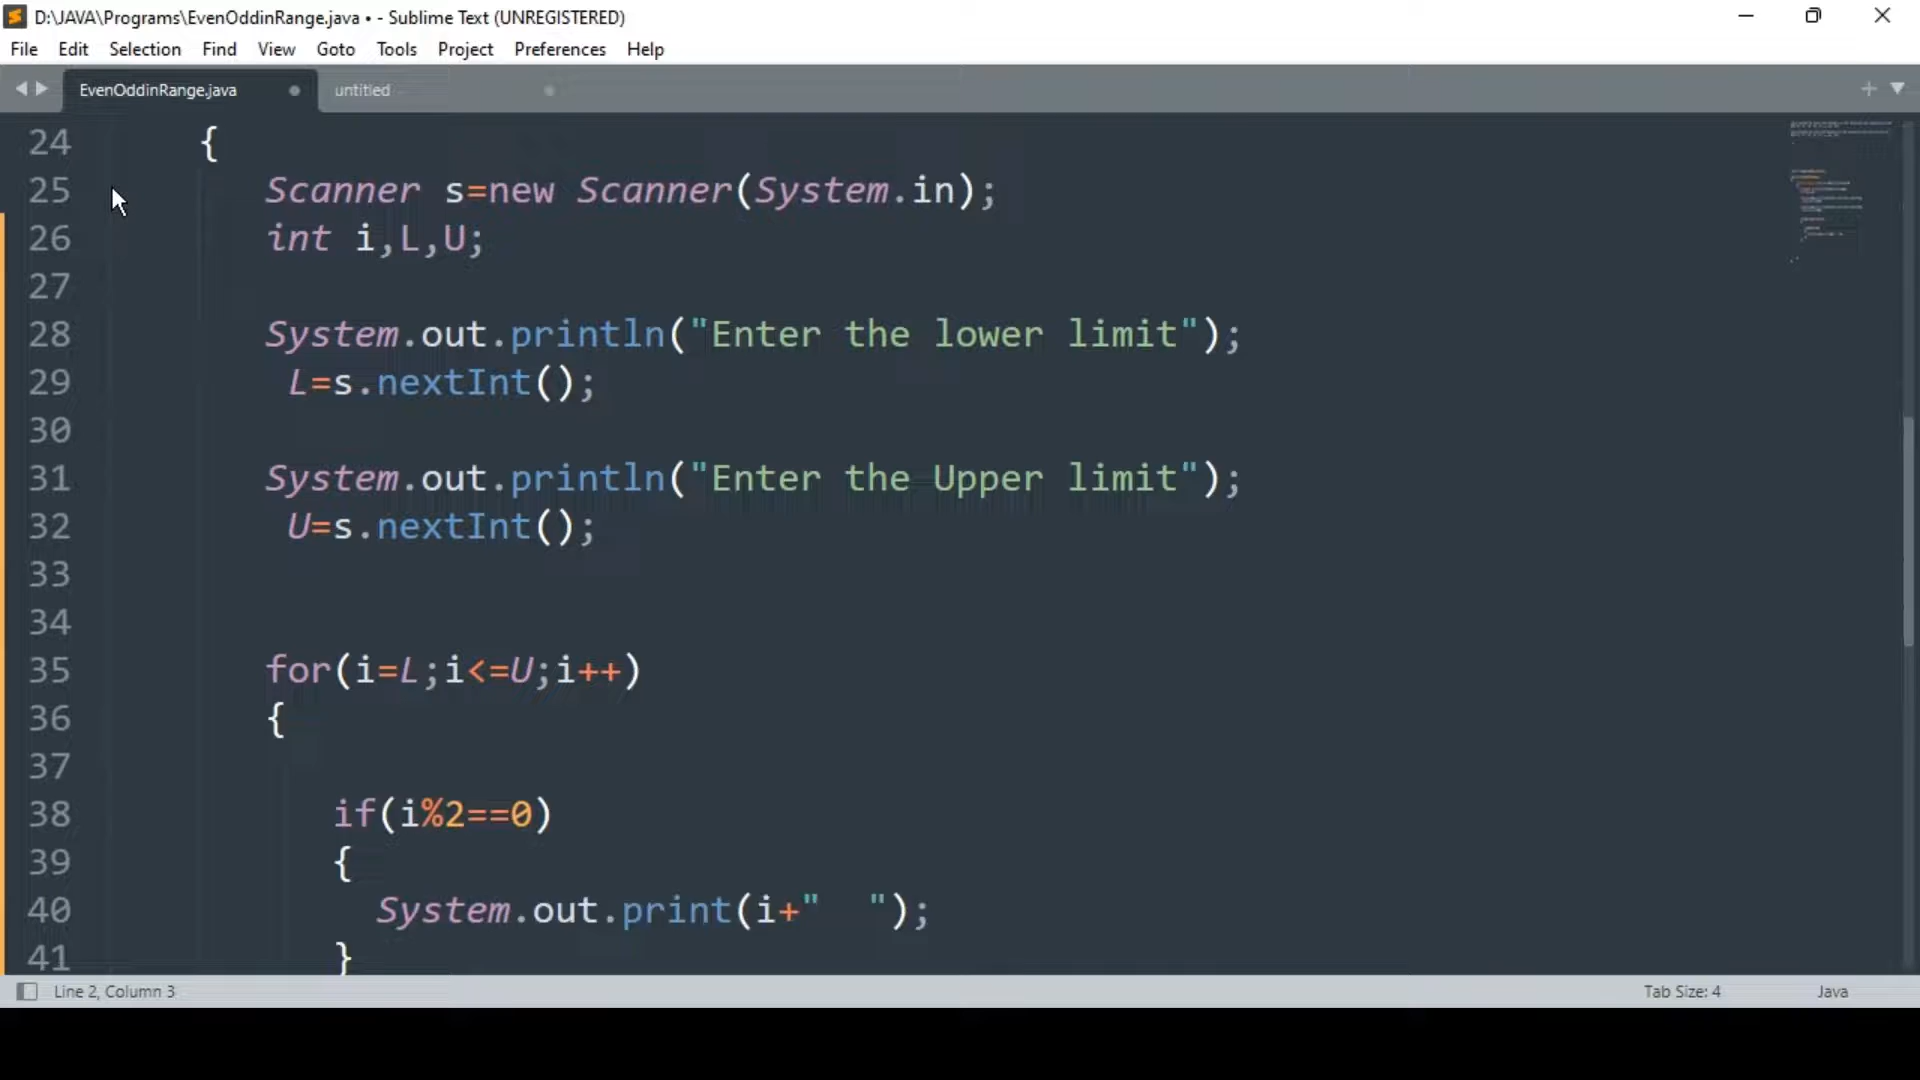 D:\JAVA\Programs\EvenOddinRange.java • - Sublime Text (UNREGISTERED)
File Edit Selection Find View Goto Tools Project Preferences Help
EvenOddinRange.java untitled
24 {
25 Scanner s=new Scanner(System.in);
26 int i,L,U;
27
28 System.out.println("Enter the lower limit");
29 L=s.nextInt();
30
31 System.out.println("Enter the Upper limit");
32 U=s.nextInt();
33
34
35 for(i=L;i<=U;i++)
36 {
37
38 if(i%2==0)
39 {
40 System.out.print(i+"  ");
41 }
Line 2, Column 3 Tab Size: 4 Java